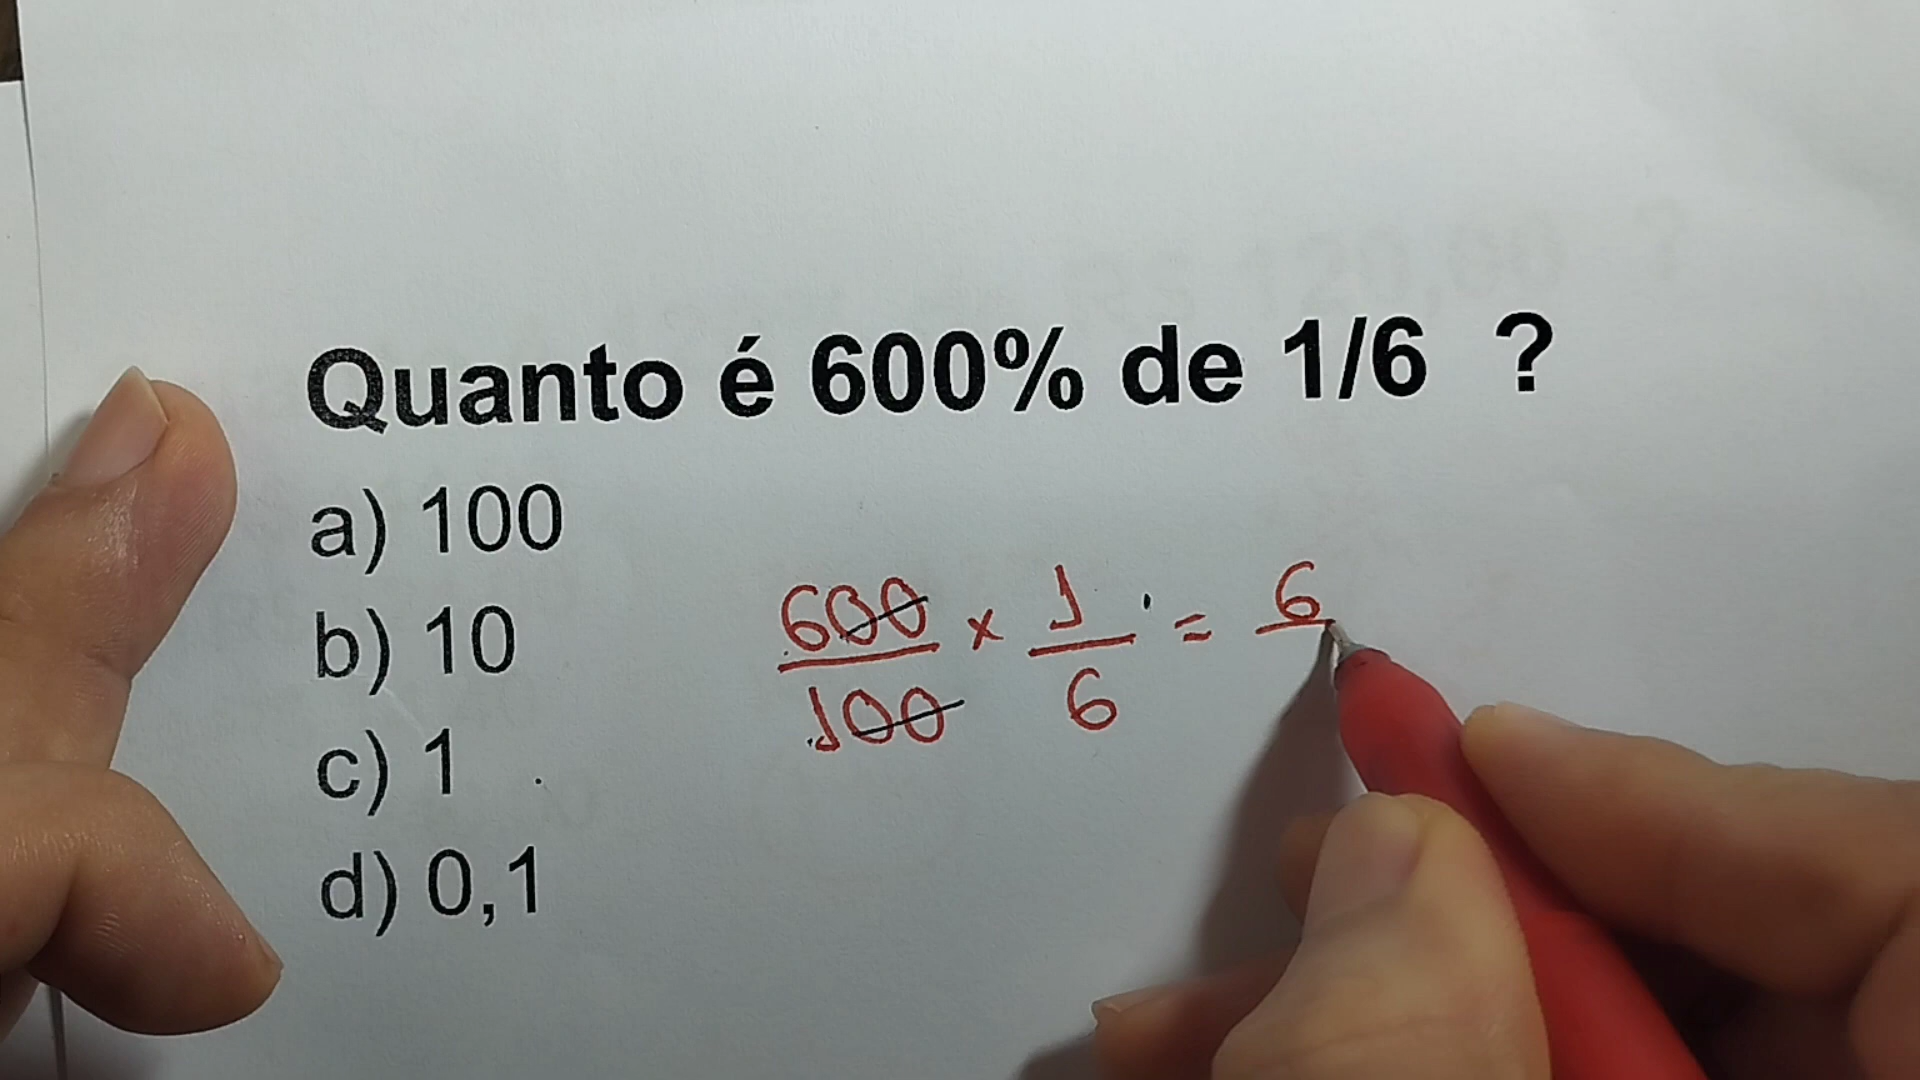 Quanto é 600% de 1/6 ?
a) 100
b) 10
c) 1
d) 0,1
600/100 × 1/6 = 6/